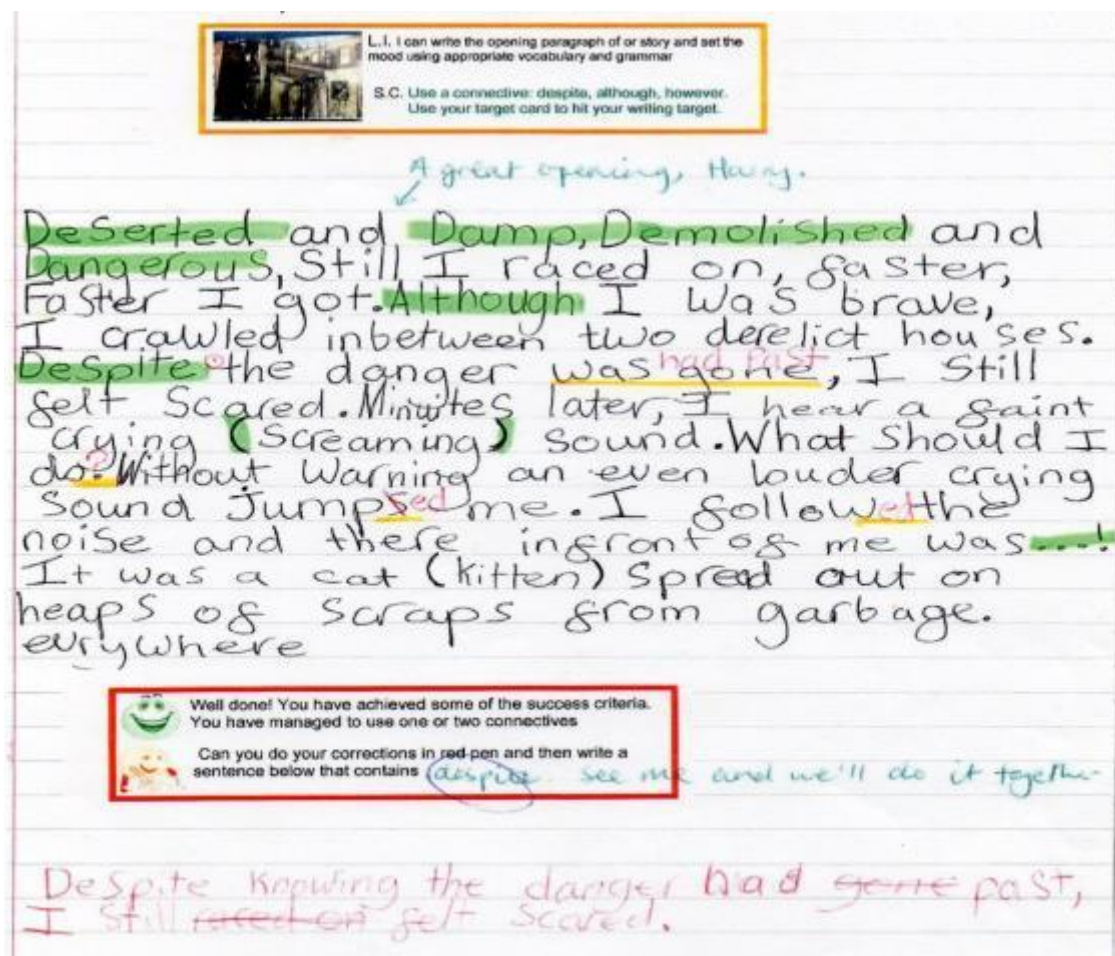 L.I. I can write the opening paragraph of or story and set the
mood using appropriate vocabulary and grammar
S.C. Use a connective: despite, although, however.
Use your target card to hit your writing target.
A great opening, Harry.
Deserted and Damp, Demolished and
Dangerous, Still I raced on, faster,
Faster I got. Although I was brave,
I crawled inbetween two derelict houses.
had past
Despite the danger was gone, I Still
felt Scared. Minutes later, I hear a faint
crying (Screaming) Sound. What Should I
do? Without Warning an even louder crying
Sound Jumpsed me. I followed the
noise and there infront of me was....!
It was a cat (kitten) Spread out on
heaps of Scraps from garbage.
evrywhere
Well done! You have achieved some of the success criteria.
You have managed to use one or two connectives
Can you do your corrections in red pen and then write a
sentence below that contains despite. see me and we'll do it together
Despite Knowing the danger had gone past,
I Still raced on felt Scared.